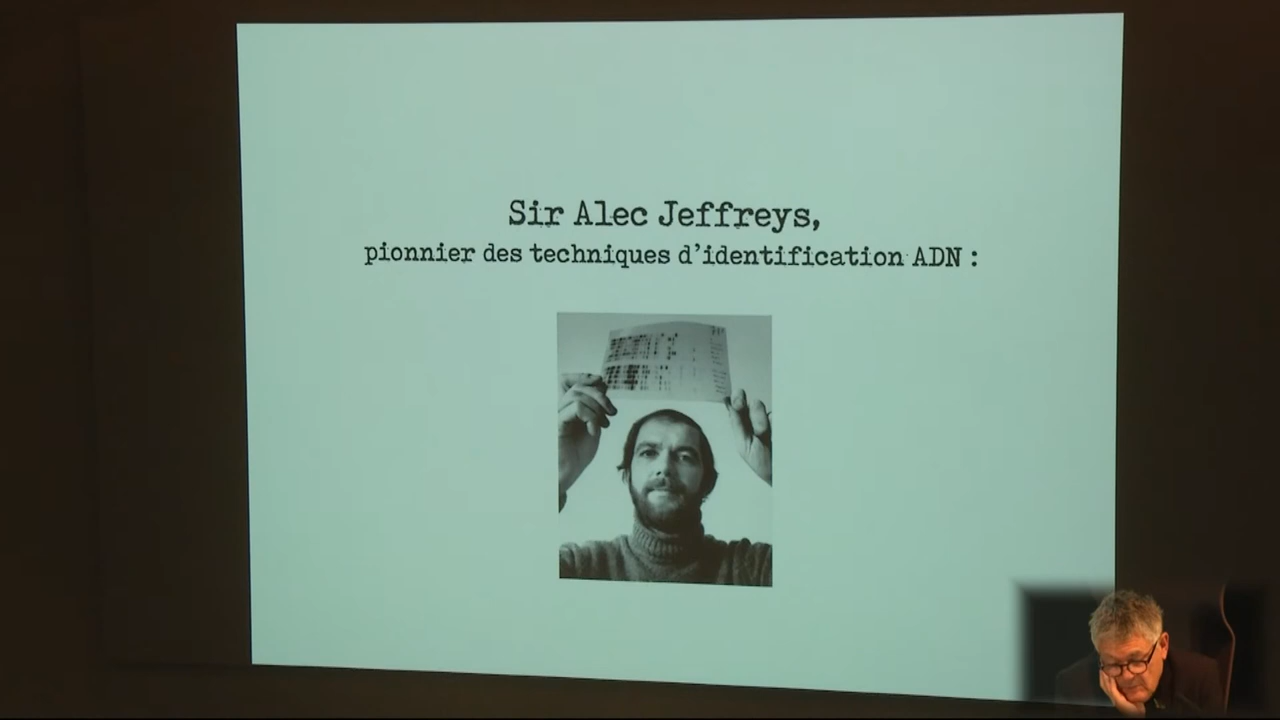 Sir Alec Jeffreys,
pionnier des techniques d'identification ADN :